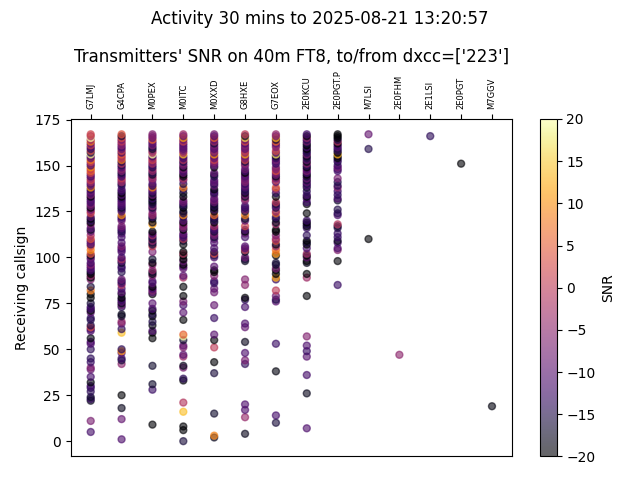 Activity 30 mins to 2025-08-21 13:20:57
Transmitters' SNR on 40m FT8, to/from dxcc=['223']
G7LMJ
G4CPA
M0PEX
M0ITC
M0XXD
G8HXE
G7EOX
2E0KCU
2E0PGT.P
M7LSI
2E0FHM
2E1LSI
2E0PGT
M7GGV
175
150
125
100
75
50
25
0
Receiving callsign
20
15
10
5
0
−5
−10
−15
−20
SNR